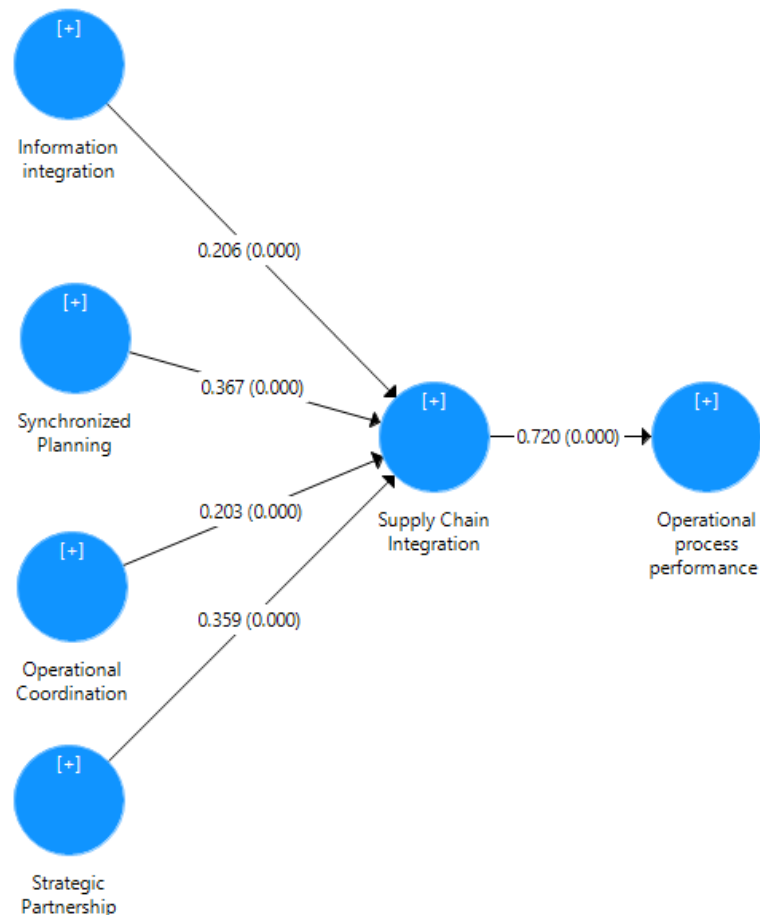 [+]
Information
integration
0.206 (0.000)
[+]
Synchronized
Planning
0.367 (0.000)
[+]
Operational
Coordination
0.203 (0.000)
[+]
Strategic
Partnership
0.359 (0.000)
[+]
Supply Chain
Integration
0.720 (0.000)
[+]
Operational
process
performance